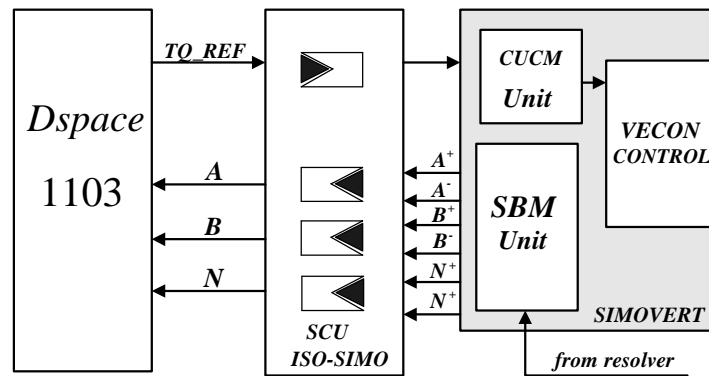 Dspace
1103
TQ_REF
A
B
N
SCU
ISO-SIMO
A+
A-
B+
B-
N+
N+
CUCM
Unit
SBM
Unit
VECON
CONTROL
SIMOVERT
from resolver